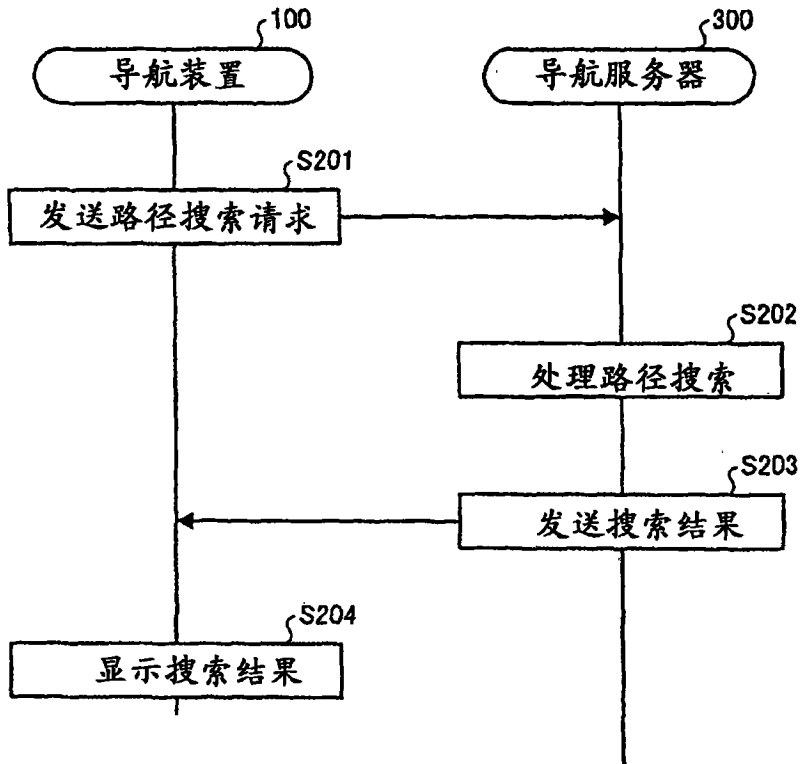 100
导航装置
300
导航服务器
S201
发送路径搜索请求
S202
处理路径搜索
S203
发送搜索结果
S204
显示搜索结果